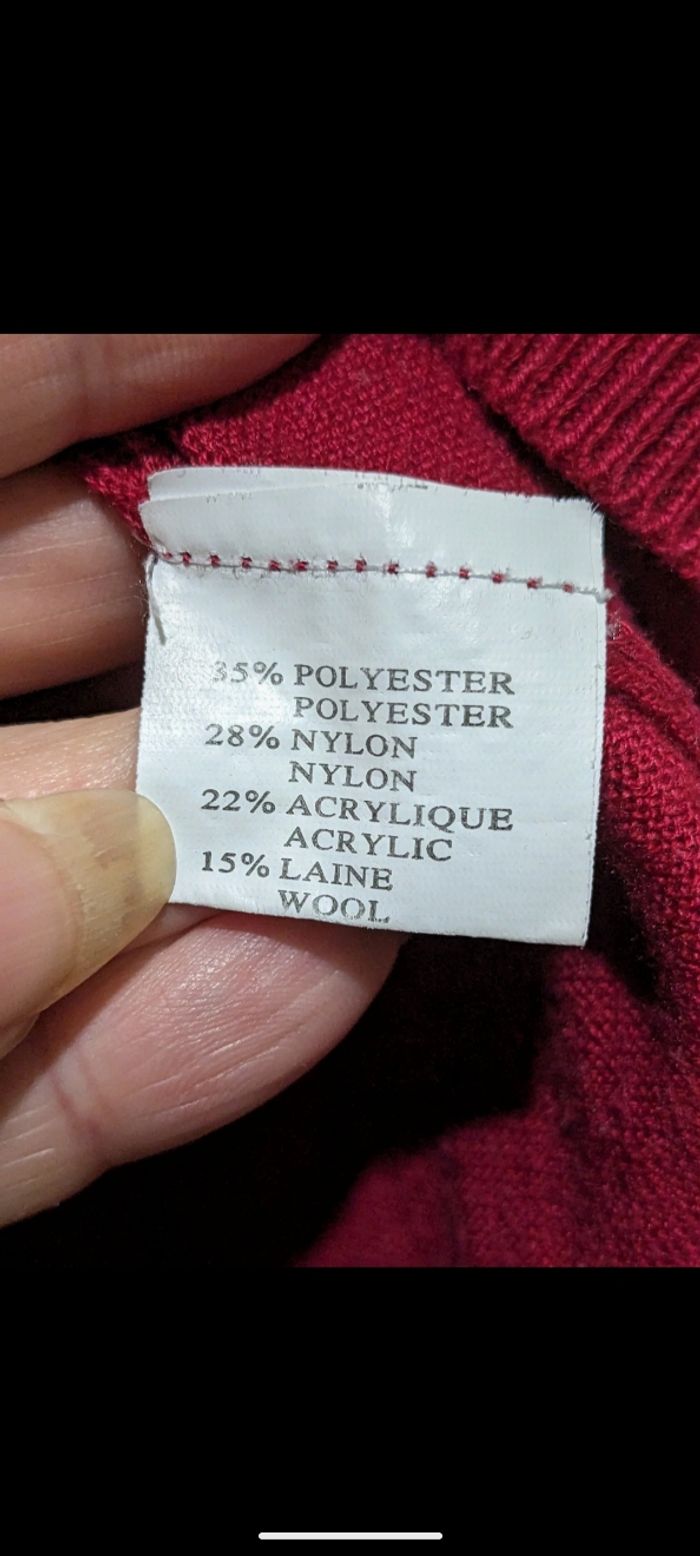 35% POLYESTER
POLYESTER
28% NYLON
NYLON
22% ACRYLIQUE
ACRYLIC
15% LAINE
WOOL